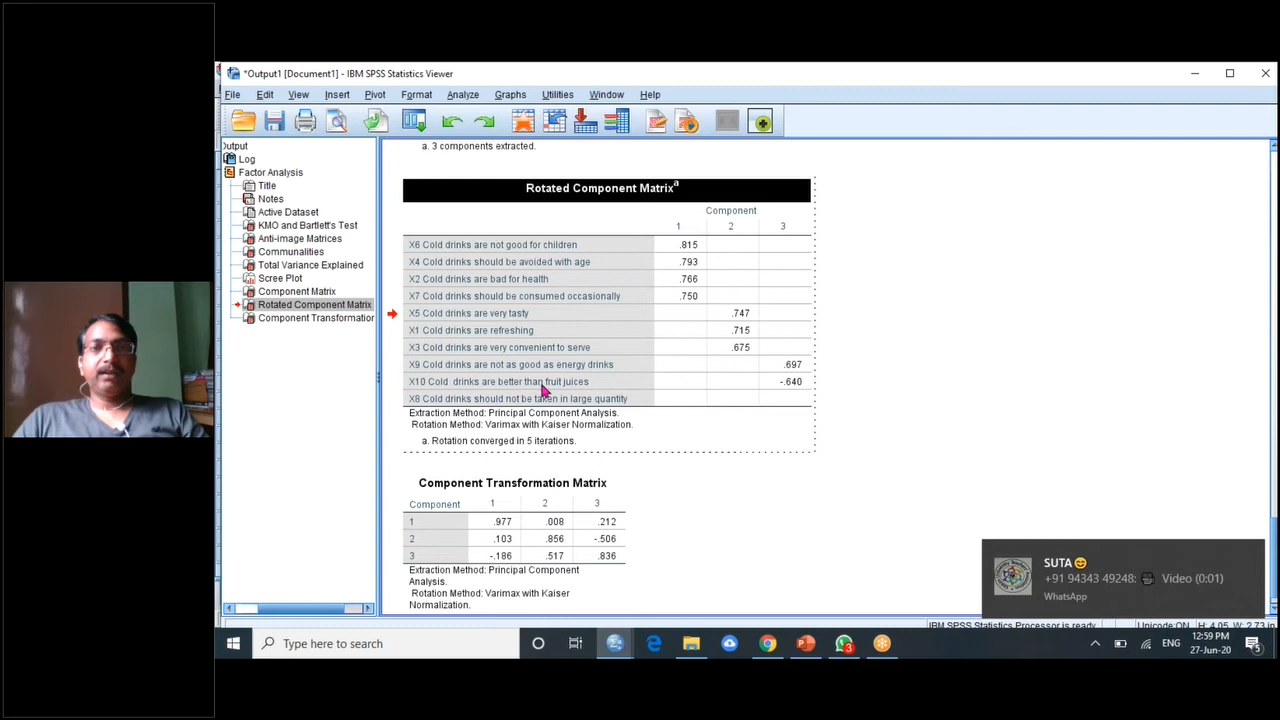 *Output1 [Document1] - IBM SPSS Statistics Viewer
File Edit View Insert Pivot Format Analyze Graphs Utilities Window Help
Output
Log
Factor Analysis
Title
Notes
Active Dataset
KMO and Bartlett's Test
Anti-image Matrices
Communalities
Total Variance Explained
Scree Plot
Component Matrix
Rotated Component Matrix
Component Transformation
a. 3 components extracted.
Rotated Component Matrixa
Component
1 2 3
X6 Cold drinks are not good for children .815
X4 Cold drinks should be avoided with age .793
X2 Cold drinks are bad for health .766
X7 Cold drinks should be consumed occasionally .750
X5 Cold drinks are very tasty .747
X1 Cold drinks are refreshing .715
X3 Cold drinks are very convenient to serve .675
X9 Cold drinks are not as good as energy drinks .697
X10 Cold drinks are better than fruit juices -.640
X8 Cold drinks should not be taken in large quantity
Extraction Method: Principal Component Analysis.
Rotation Method: Varimax with Kaiser Normalization.
a. Rotation converged in 5 iterations.
Component Transformation Matrix
Component 1 2 3
1 .977 .008 .212
2 .103 .856 -.506
3 -.186 .517 .836
Extraction Method: Principal Component
Analysis.
Rotation Method: Varimax with Kaiser
Normalization.
SUTA😊
+91 94343 49248: Video (0:01)
WhatsApp
IBM SPSS Statistics Processor is ready Unicode:ON H: 4.05, W: 2.73 in
Type here to search
3
ENG
12:59 PM
27-Jun-20
5